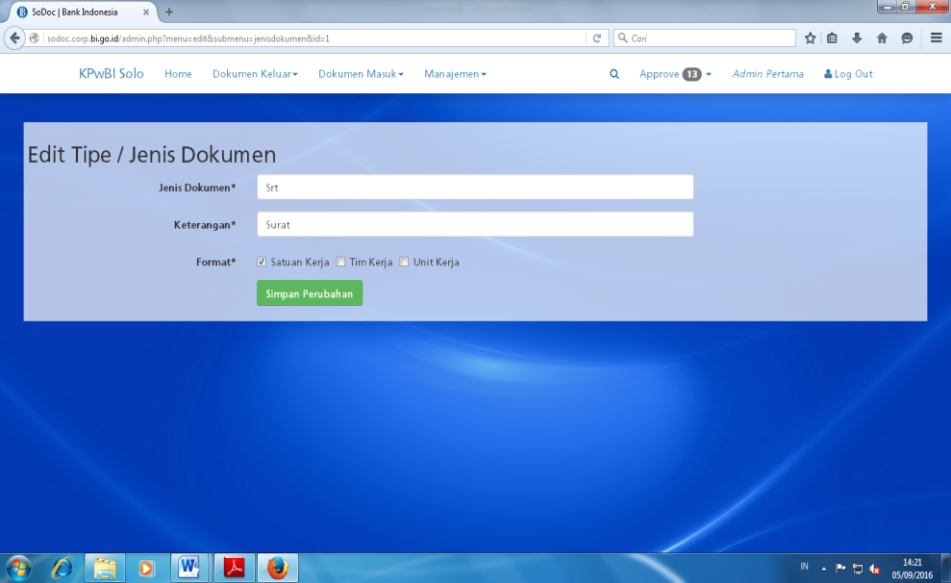 SoDoc | Bank Indonesia
sodoc.corp.bi.go.id/admin.php?menu=edit&submenu=jenisdokumen&id=1
Cari
KPwBI Solo Home Dokumen Keluar Dokumen Masuk Manajemen Approve 13 Admin Pertama Log Out
Edit Tipe / Jenis Dokumen
Jenis Dokumen* Srt
Keterangan* Surat
Format* Satuan Kerja Tim Kerja Unit Kerja
Simpan Perubahan
IN 14:21
05/09/2016